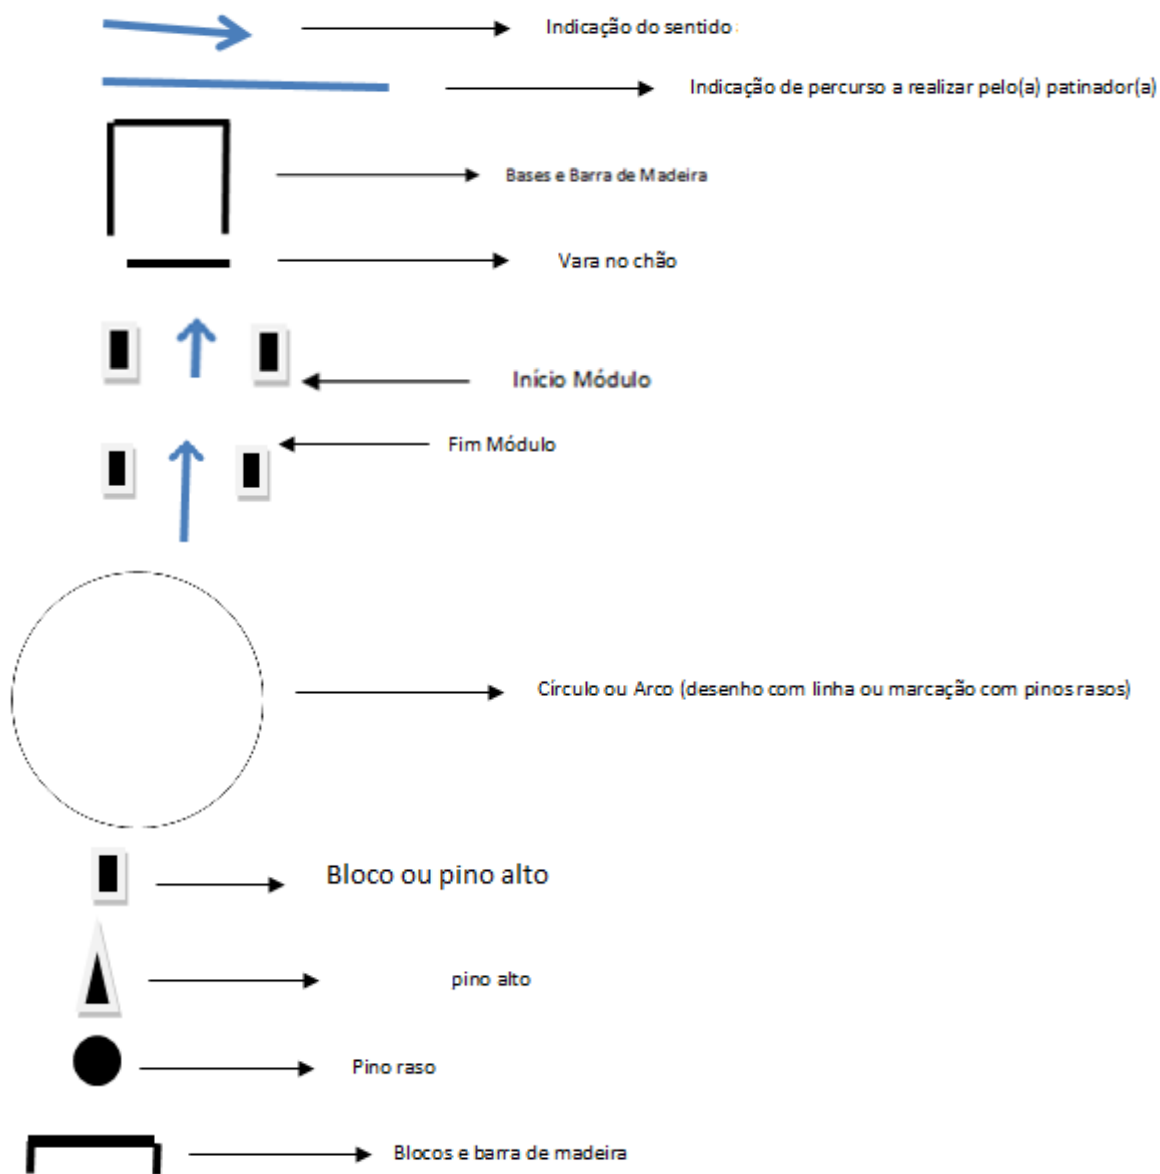 Indicação do sentido
Indicação de percurso a realizar pelo(a) patinador(a)
Bases e Barra de Madeira
Vara no chão
Início Módulo
Fim Módulo
Círculo ou Arco (desenho com linha ou marcação com pinos rasos)
Bloco ou pino alto
pino alto
Pino raso
Blocos e barra de madeira